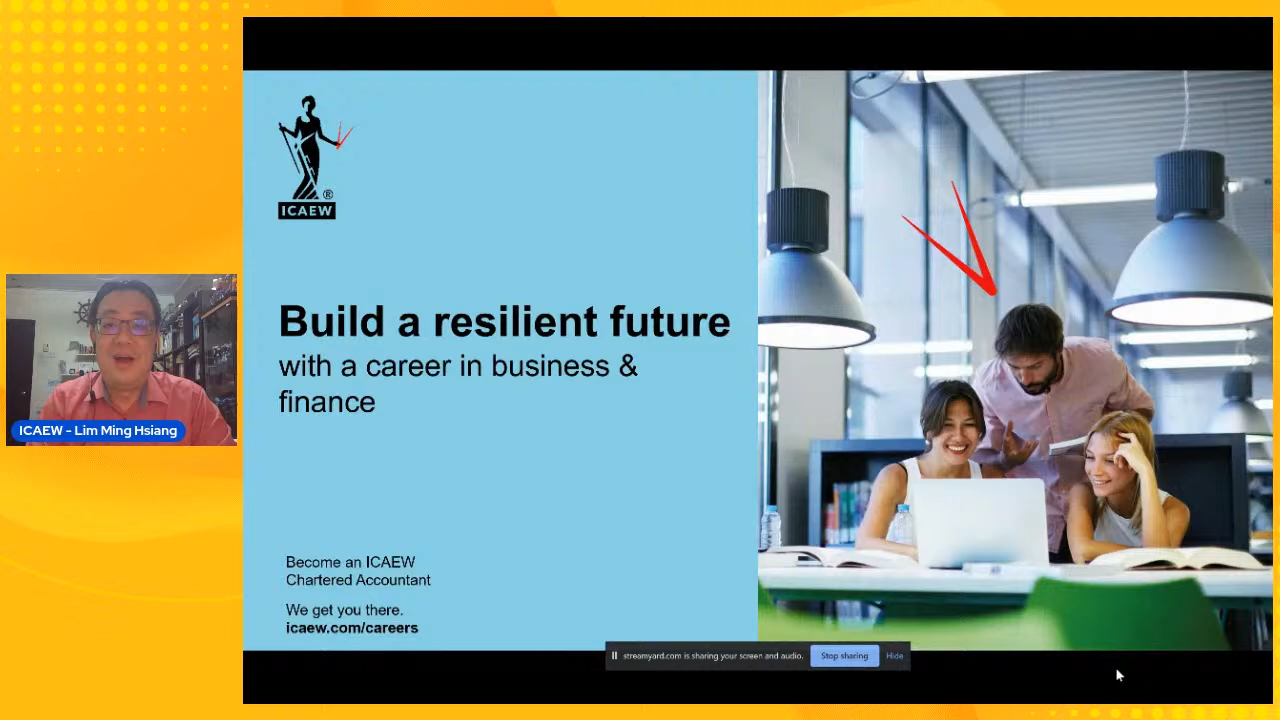 ICAEW - Lim Ming Hsiang
®
ICAEW
Build a resilient future
with a career in business &
finance
Become an ICAEW
Chartered Accountant
We get you there.
icaew.com/careers
streamyard.com is sharing your screen and audio. Stop sharing Hide